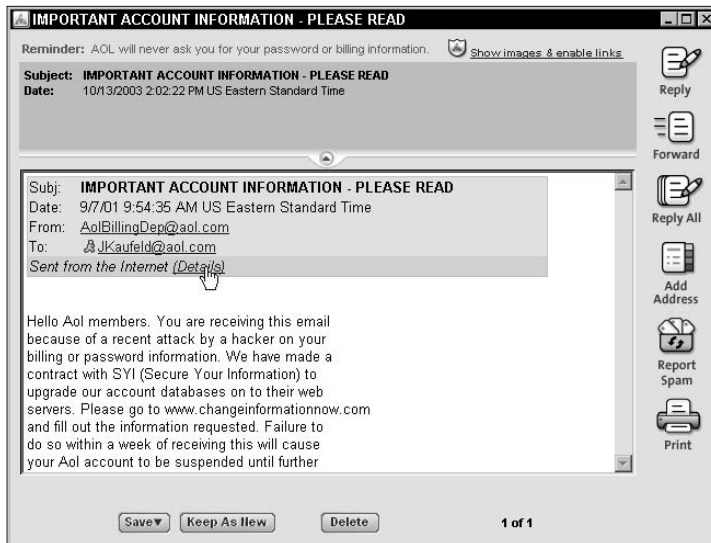 IMPORTANT ACCOUNT INFORMATION - PLEASE READ
Reminder: AOL will never ask you for your password or billing information.
Show images & enable links
Subject: IMPORTANT ACCOUNT INFORMATION - PLEASE READ
Date: 10/13/2003 2:02:22 PM US Eastern Standard Time
Reply
Forward
Reply All
Add
Address
Report
Spam
Print
Subj: IMPORTANT ACCOUNT INFORMATION - PLEASE READ
Date: 9/7/01 9:54:35 AM US Eastern Standard Time
From: AolBillingDep@aol.com
To: JKaufeld@aol.com
Sent from the Internet (Details)
Hello Aol members. You are receiving this email
because of a recent attack by a hacker on your
billing or password information. We have made a
contract with SYI (Secure Your Information) to
upgrade our account databases on to their web
servers. Please go to www.changeinformationnow.com
and fill out the information requested. Failure to
do so within a week of receiving this will cause
your Aol account to be suspended until further
Save
Keep As New
Delete
1 of 1